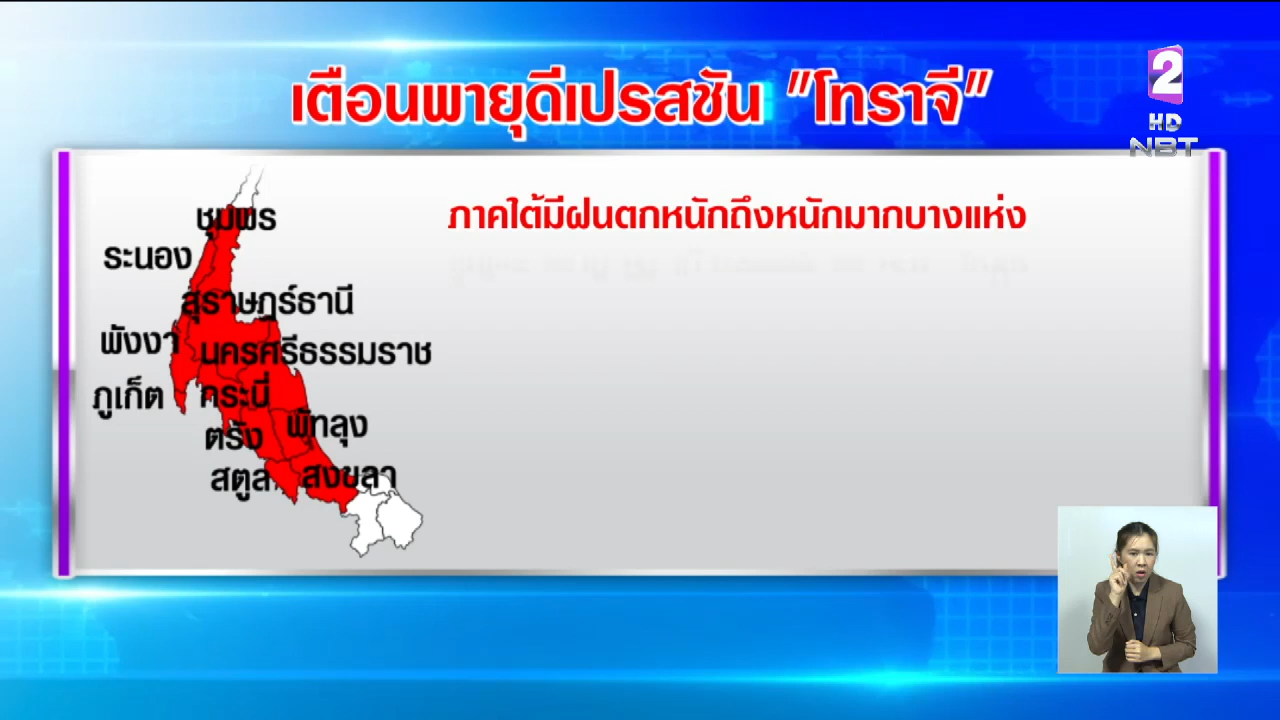 เตือนพายุดีเปรสชัน "โทราจี"
2
HD
NBT
ภาคใต้มีฝนตกหนักถึงหนักมากบางแห่ง
ชุมพร
ระนอง
สุราษฎร์ธานี
พังงา
นครศรีธรรมราช
ภูเก็ต
กระบี่
พัทลุง
ตรัง
สตูล
สงขลา